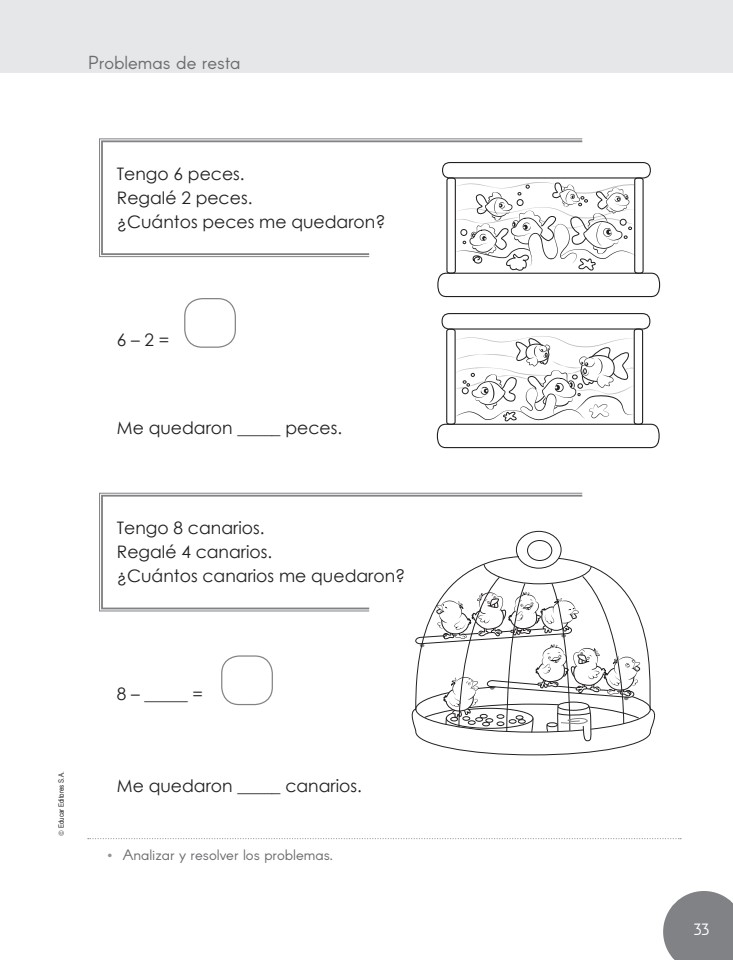 Problemas de resta
Tengo 6 peces.
Regalé 2 peces.
¿Cuántos peces me quedaron?
6 – 2 =
Me quedaron _____ peces.
Tengo 8 canarios.
Regalé 4 canarios.
¿Cuántos canarios me quedaron?
8 – _____ =
Me quedaron _____ canarios.
© Educar Editores S.A.
• Analizar y resolver los problemas.
33